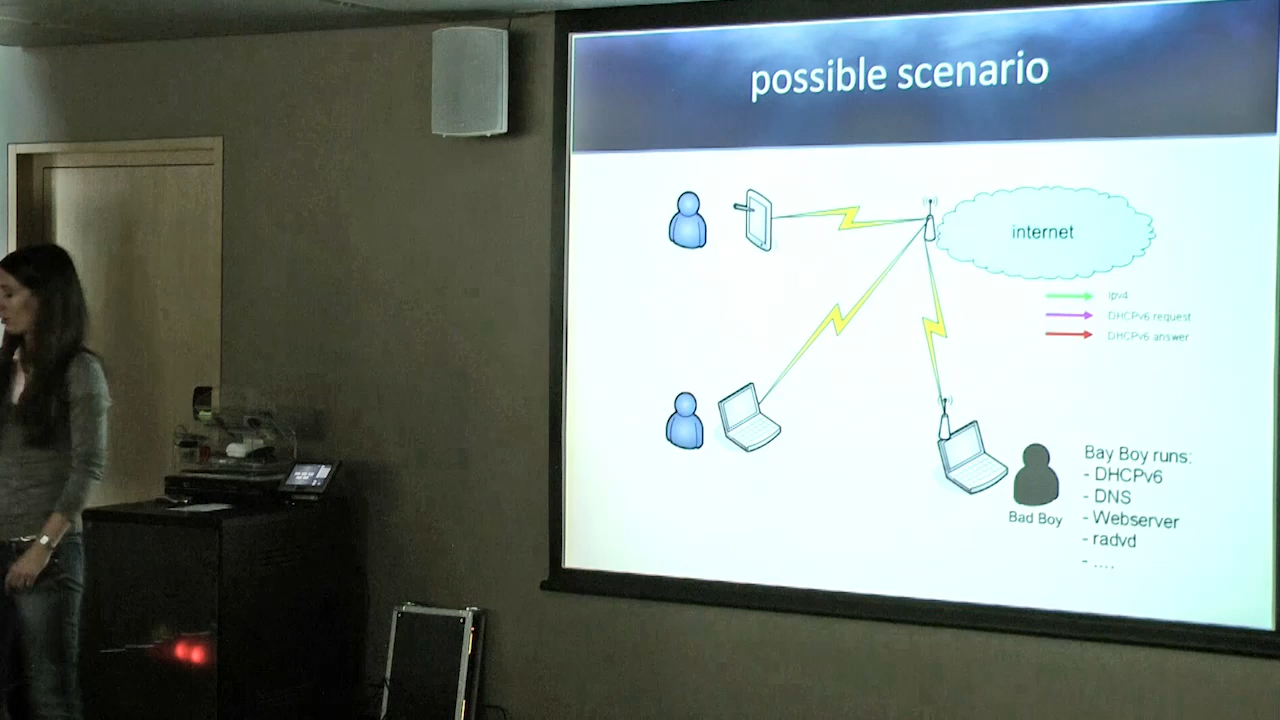 possible scenario
internet
ipv4
DHCPv6 request
DHCPv6 answer
Bad Boy
Bay Boy runs:
- DHCPv6
- DNS
- Webserver
- radvd
- ....